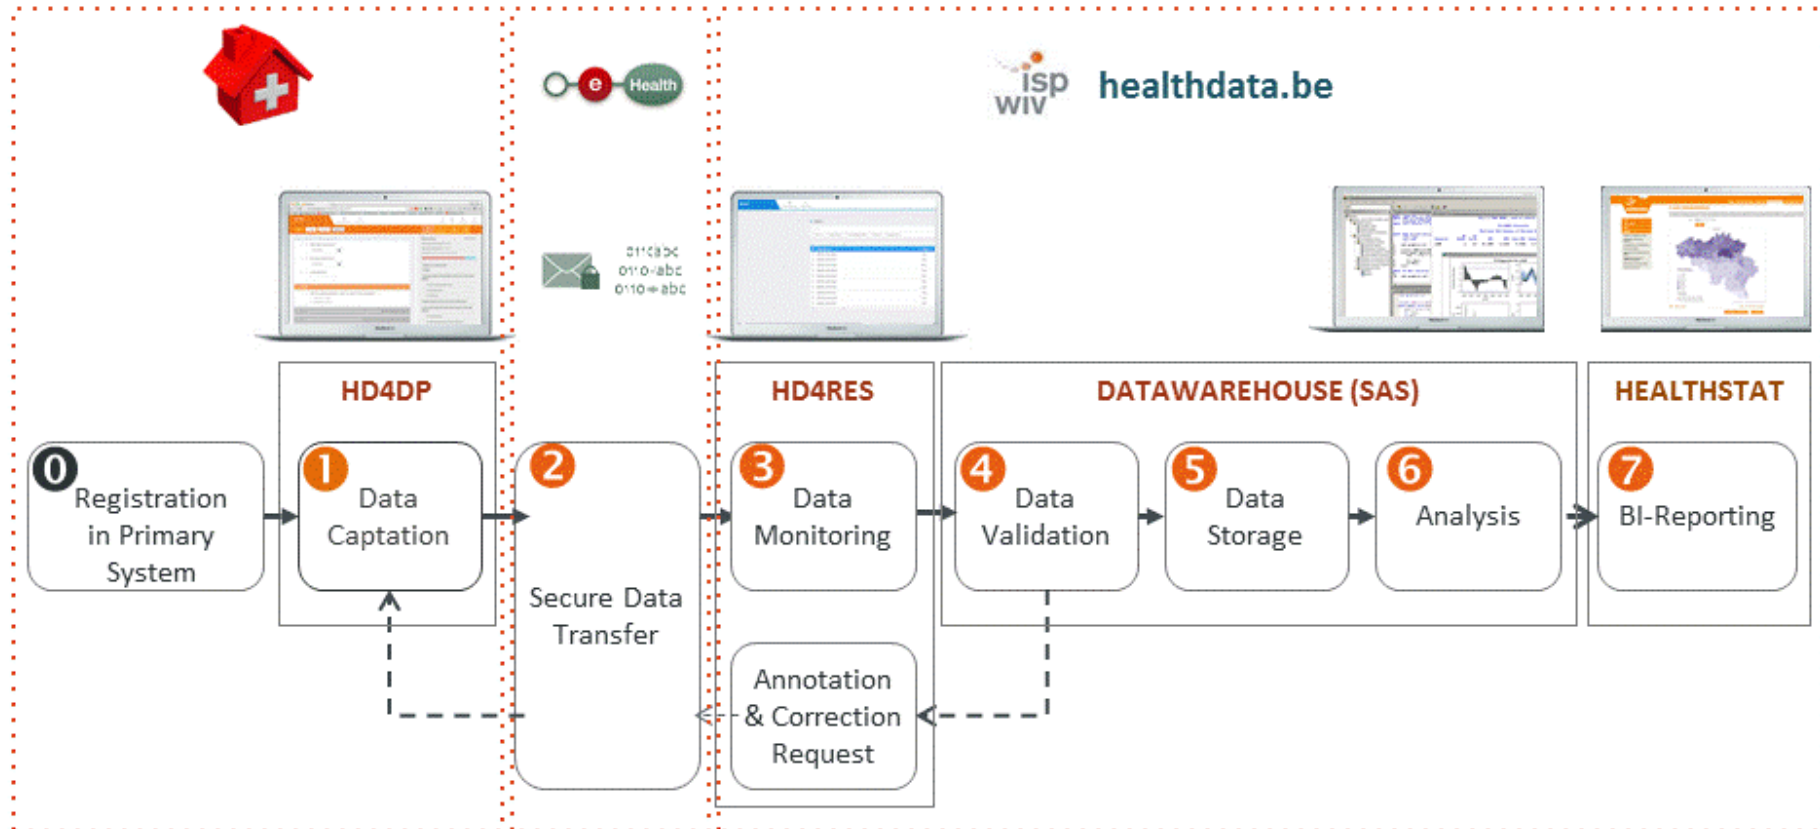 e
Health
isp
WIV
healthdata.be
HD4DP
HD4RES
DATAWAREHOUSE (SAS)
HEALTHSTAT
0
Registration
in Primary
System
1
Data
Captation
2
Secure Data
Transfer
3
Data
Monitoring
4
Data
Validation
5
Data
Storage
6
Analysis
7
BI-Reporting
Annotation
& Correction
Request